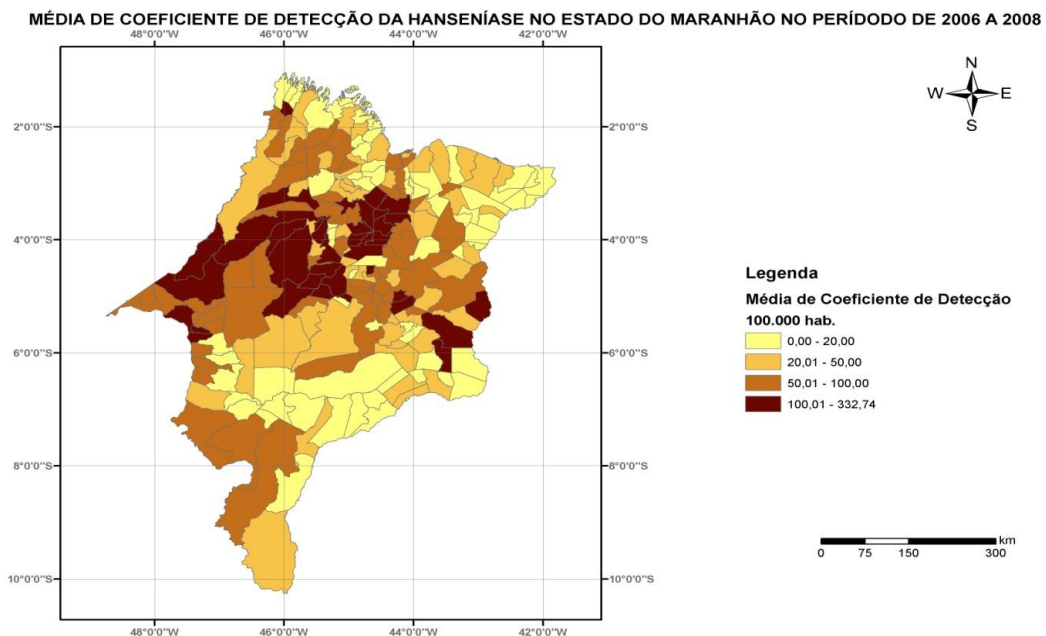 MÉDIA DE COEFICIENTE DE DETECÇÃO DA HANSENÍASE NO ESTADO DO MARANHÃO NO PERÍDODO DE 2006 A 2008
48°0'0"W 46°0'0"W 44°0'0"W 42°0'0"W
N
W E
S
2°0'0"S 2°0'0"S
4°0'0"S 4°0'0"S
Legenda
Média de Coeficiente de Detecção
100.000 hab.
0,00 - 20,00
20,01 - 50,00
50,01 - 100,00
100,01 - 332,74
6°0'0"S 6°0'0"S
8°0'0"S 8°0'0"S
km
0 75 150 300
10°0'0"S 10°0'0"S
48°0'0"W 46°0'0"W 44°0'0"W 42°0'0"W